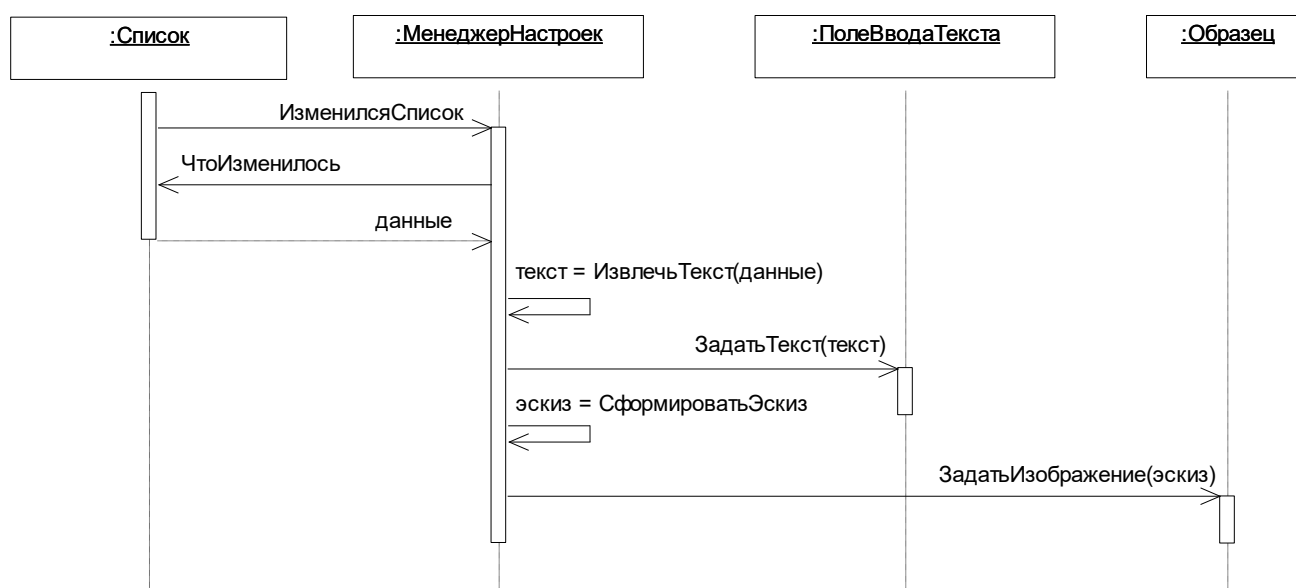 :Список
:МенеджерНастроек
:ПолеВводаТекста
:Образец
ИзменилсяСписок
ЧтоИзменилось
данные
текст = ИзвлечьТекст(данные)
ЗадатьТекст(текст)
эскиз = СформироватьЭскиз
ЗадатьИзображение(эскиз)